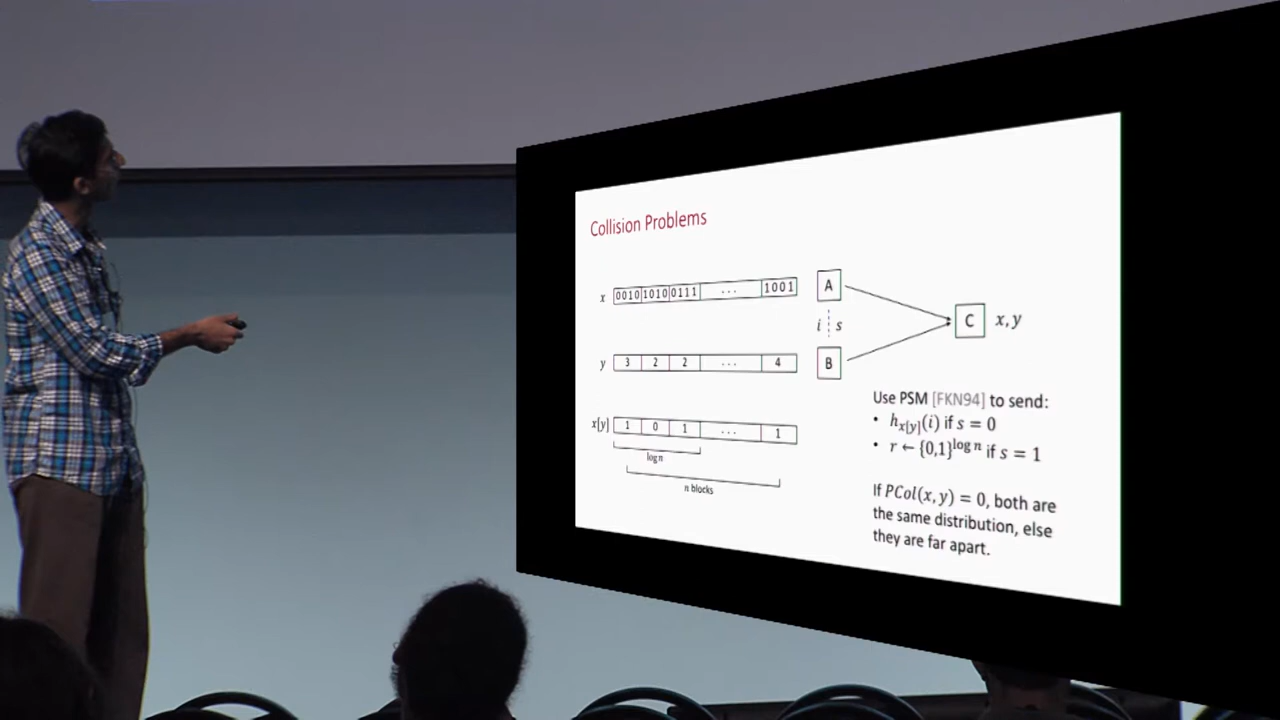 Collision Problems
x 0010 1010 0111 ... 1001
A
i s
C x, y
y 3 2 2 ... 4
B
x[y] 1 0 1 ... 1
log n
n blocks
Use PSM [FKN94] to send:
• h_{x[y]}(i) if s = 0
• r ← {0,1}^{log n} if s = 1
If PCol(x, y) = 0, both are
the same distribution, else
they are far apart.